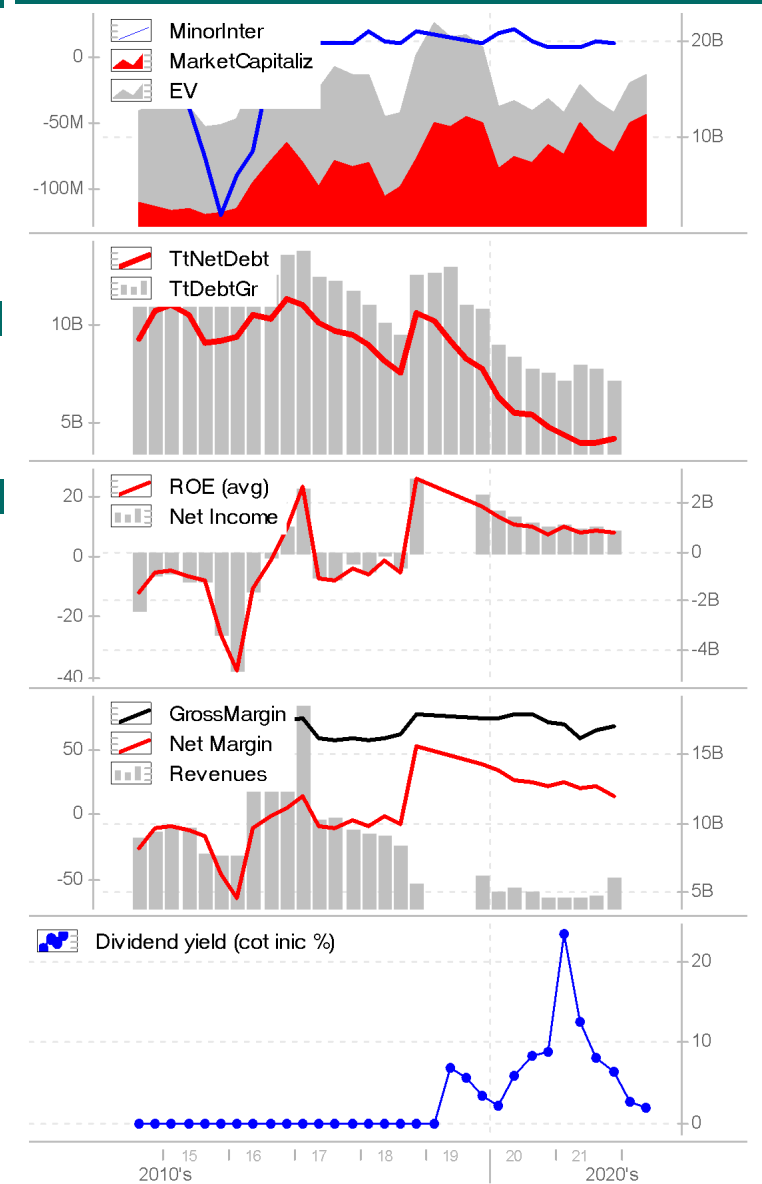 MinorInter
MarketCapitaliz
EV
0
-50M
-100M
20B
10B
TtNetDebt
TtDebtGr
10B
5B
ROE (avg)
Net Income
20
0
-20
-40
2B
0
-2B
-4B
GrossMargin
Net Margin
Revenues
50
0
-50
15B
10B
5B
Dividend yield (cot inic %)
20
10
0
15 16 17 18 19 20 21
2010's 2020's